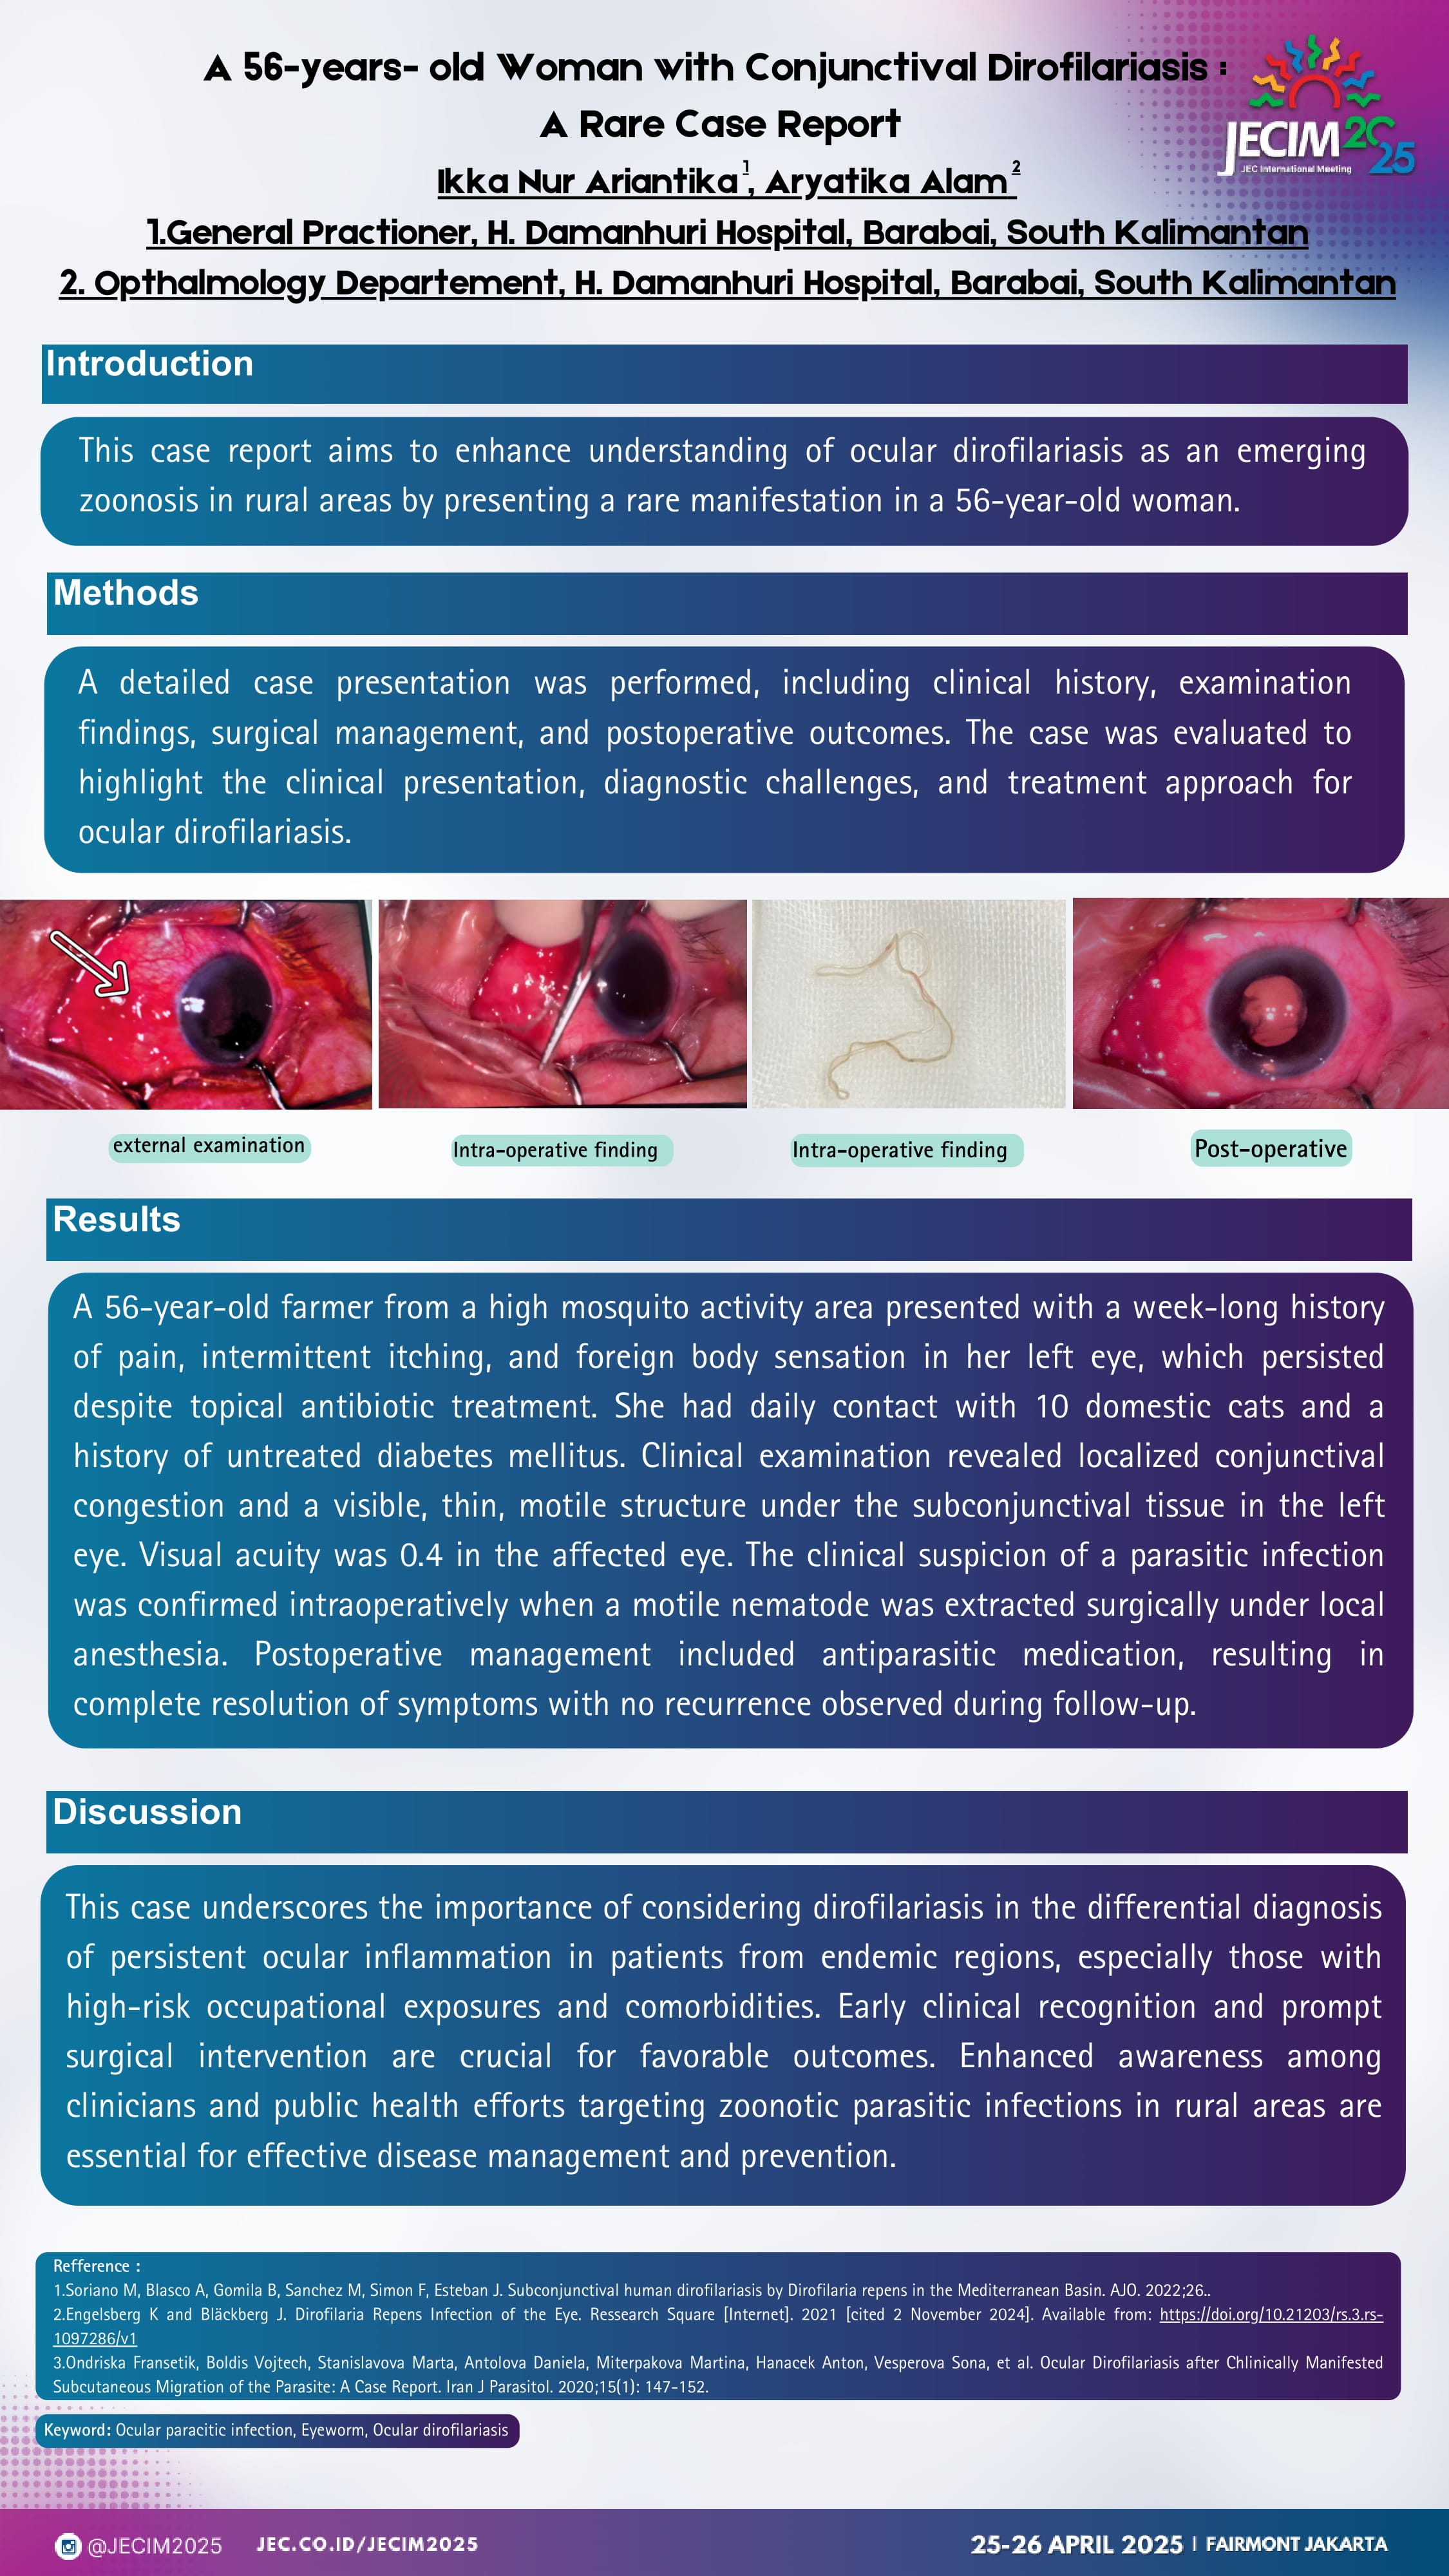 A 56-years- old Woman with Conjunctival Dirofilariasis :
A Rare Case Report
Ikka Nur Ariantika 1, Aryatika Alam 2
1.General Practioner, H. Damanhuri Hospital, Barabai, South Kalimantan
2. Opthalmology Departement, H. Damanhuri Hospital, Barabai, South Kalimantan
JECIM 2025
JEC International Meeting
Introduction
This case report aims to enhance understanding of ocular dirofilariasis as an emerging
zoonosis in rural areas by presenting a rare manifestation in a 56-year-old woman.
Methods
A detailed case presentation was performed, including clinical history, examination
findings, surgical management, and postoperative outcomes. The case was evaluated to
highlight the clinical presentation, diagnostic challenges, and treatment approach for
ocular dirofilariasis.
external examination
Intra-operative finding
Intra-operative finding
Post-operative
Results
A 56-year-old farmer from a high mosquito activity area presented with a week-long history
of pain, intermittent itching, and foreign body sensation in her left eye, which persisted
despite topical antibiotic treatment. She had daily contact with 10 domestic cats and a
history of untreated diabetes mellitus. Clinical examination revealed localized conjunctival
congestion and a visible, thin, motile structure under the subconjunctival tissue in the left
eye. Visual acuity was 0.4 in the affected eye. The clinical suspicion of a parasitic infection
was confirmed intraoperatively when a motile nematode was extracted surgically under local
anesthesia. Postoperative management included antiparasitic medication, resulting in
complete resolution of symptoms with no recurrence observed during follow-up.
Discussion
This case underscores the importance of considering dirofilariasis in the differential diagnosis
of persistent ocular inflammation in patients from endemic regions, especially those with
high-risk occupational exposures and comorbidities. Early clinical recognition and prompt
surgical intervention are crucial for favorable outcomes. Enhanced awareness among
clinicians and public health efforts targeting zoonotic parasitic infections in rural areas are
essential for effective disease management and prevention.
Refference :
1.Soriano M, Blasco A, Gomila B, Sanchez M, Simon F, Esteban J. Subconjunctival human dirofilariasis by Dirofilaria repens in the Mediterranean Basin. AJO. 2022;26..
2.Engelsberg K and Bläckberg J. Dirofilaria Repens Infection of the Eye. Ressearch Square [Internet]. 2021 [cited 2 November 2024]. Available from: https://doi.org/10.21203/rs.3.rs-
1097286/v1
3.Ondriska Fransetik, Boldis Vojtech, Stanislavova Marta, Antolova Daniela, Miterpakova Martina, Hanacek Anton, Vesperova Sona, et al. Ocular Dirofilariasis after Chlinically Manifested
Subcutaneous Migration of the Parasite: A Case Report. Iran J Parasitol. 2020;15(1): 147-152.
Keyword: Ocular paracitic infection, Eyeworm, Ocular dirofilariasis
@JECIM2025 JEC.CO.ID/JECIM2025 25-26 APRIL 2025 | FAIRMONT JAKARTA